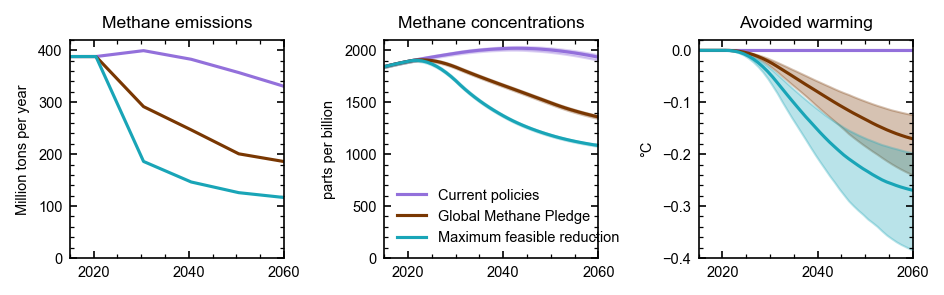 Methane emissions
Methane concentrations
Avoided warming
Million tons per year
400
300
200
100
0
2020
2040
2060
parts per billion
2000
1500
1000
500
0
Current policies
Global Methane Pledge
Maximum feasible reduction
2020
2040
2060
°C
0.0
−0.1
−0.2
−0.3
−0.4
2020
2040
2060